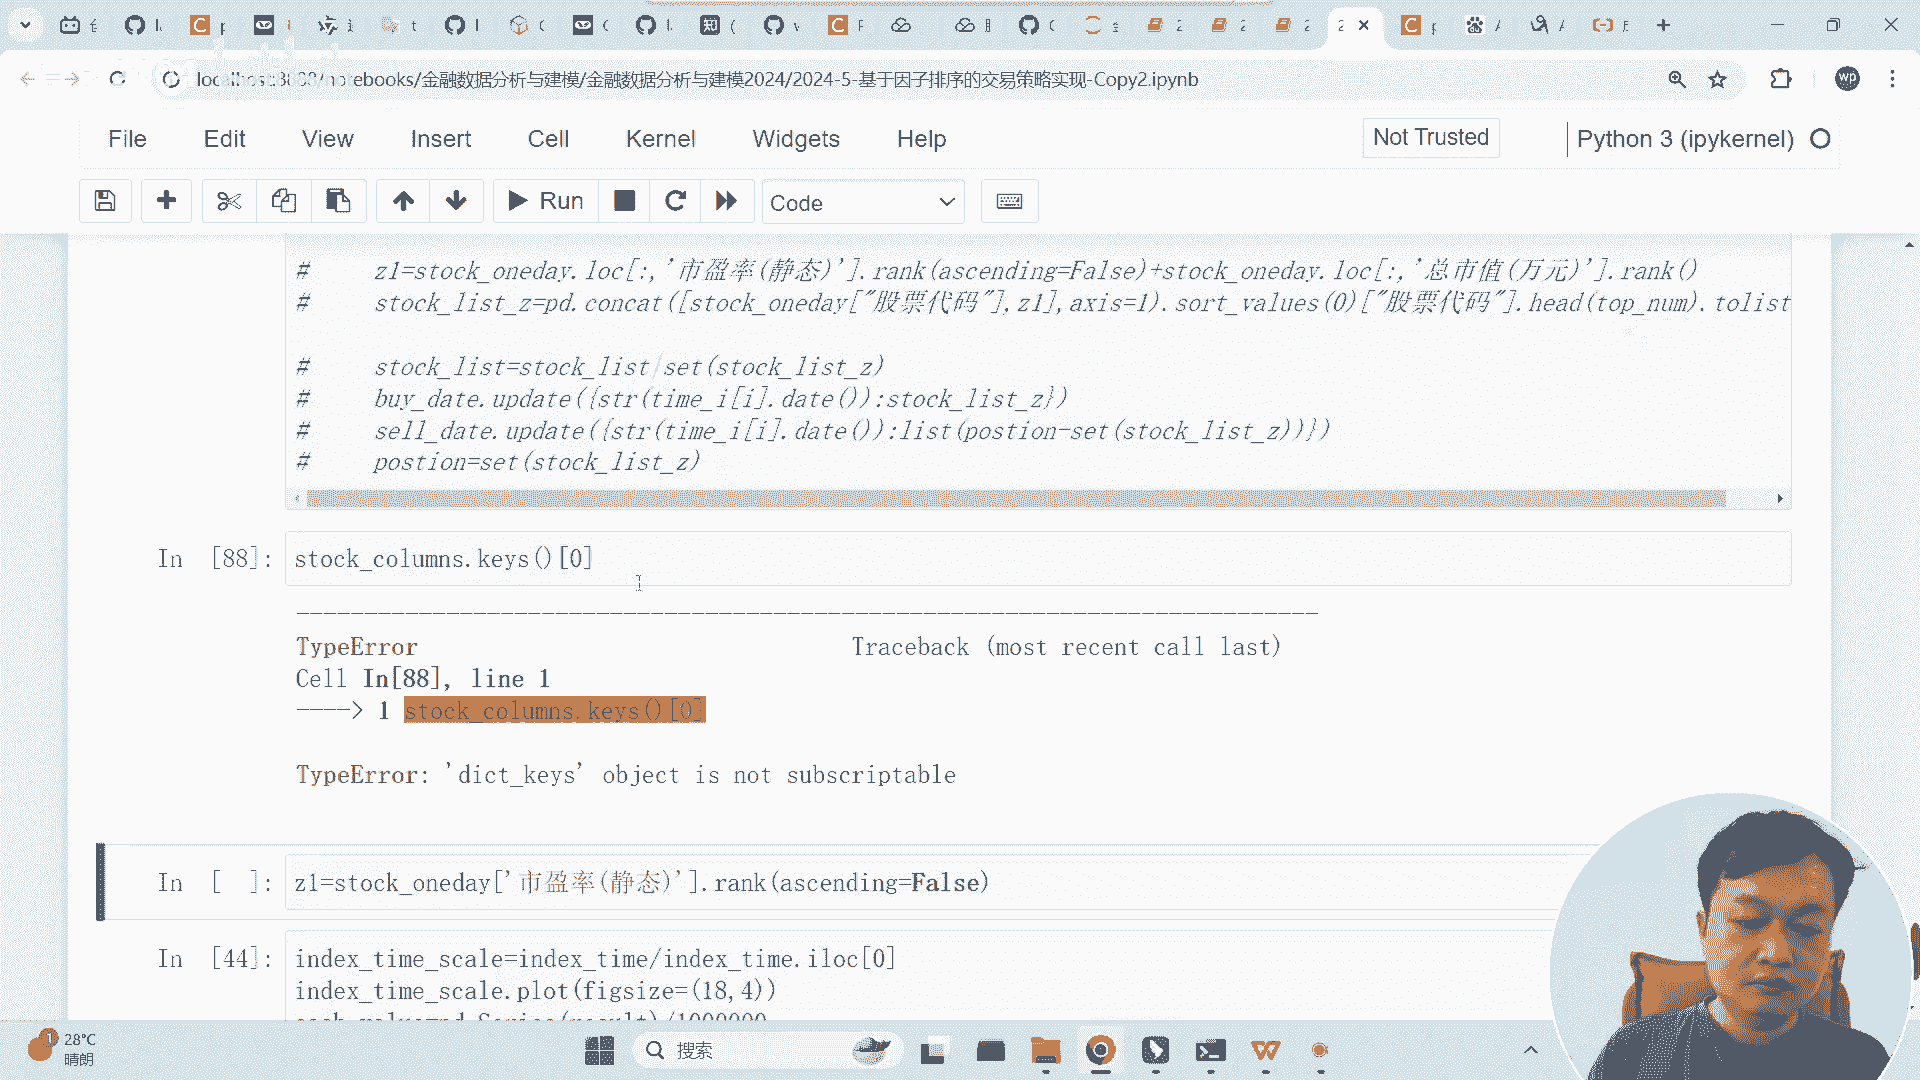 localhost:8888/notebooks/金融数据分析与建模/金融数据分析与建模2024/2024-5-基于因子排序的交易策略实现-Copy2.ipynb
wp
File Edit View Insert Cell Kernel Widgets Help
Not Trusted
Python 3 (ipykernel)
Run
Code
# z1=stock_oneday.loc[:,'市盈率(静态)'].rank(ascending=False)+stock_oneday.loc[:,'总市值(万元)'].rank()
# stock_list_z=pd.concat([stock_oneday["股票代码"],z1],axis=1).sort_values(0)["股票代码"].head(top_num).tolist
# stock_list=stock_list|set(stock_list_z)
# buy_date.update({str(time_i[i].date()):stock_list_z})
# sell_date.update({str(time_i[i].date()):list(postion-set(stock_list_z))})
# postion=set(stock_list_z)
In [88]: stock_columns.keys()[0]
TypeError Traceback (most recent call last)
Cell In[88], line 1
----> 1 stock_columns.keys()[0]
TypeError: 'dict_keys' object is not subscriptable
In [ ]: z1=stock_oneday['市盈率(静态)'].rank(ascending=False)
In [44]: index_time_scale=index_time/index_time.iloc[0]
index_time_scale.plot(figsize=(18,4))
1
28°C
晴朗
搜索